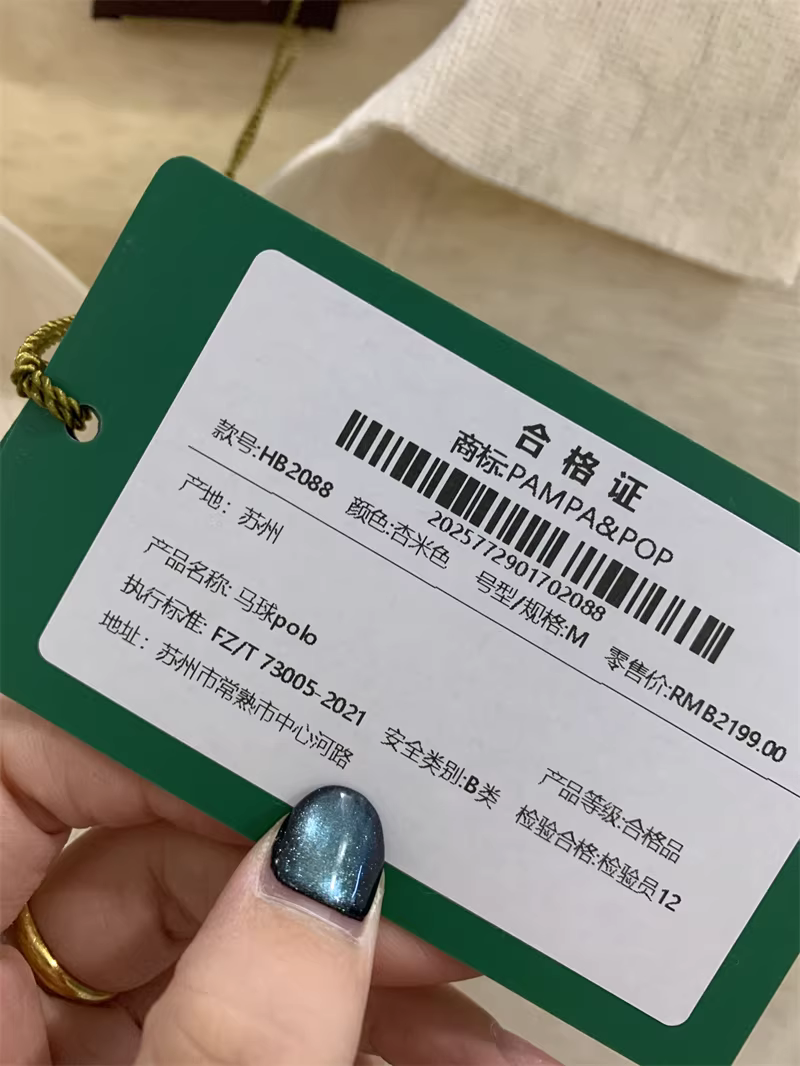 合格证
商标:PAMPA&POP
2025772901702088
款号:HB2088 颜色:杏米色 号型/规格:M 零售价:RMB2199.00
产地: 苏州
产品名称: 马球polo 产品等级:合格品
执行标准: FZ/T 73005-2021 安全类别:B类 检验合格:检验员12
地址: 苏州市常熟市中心河路